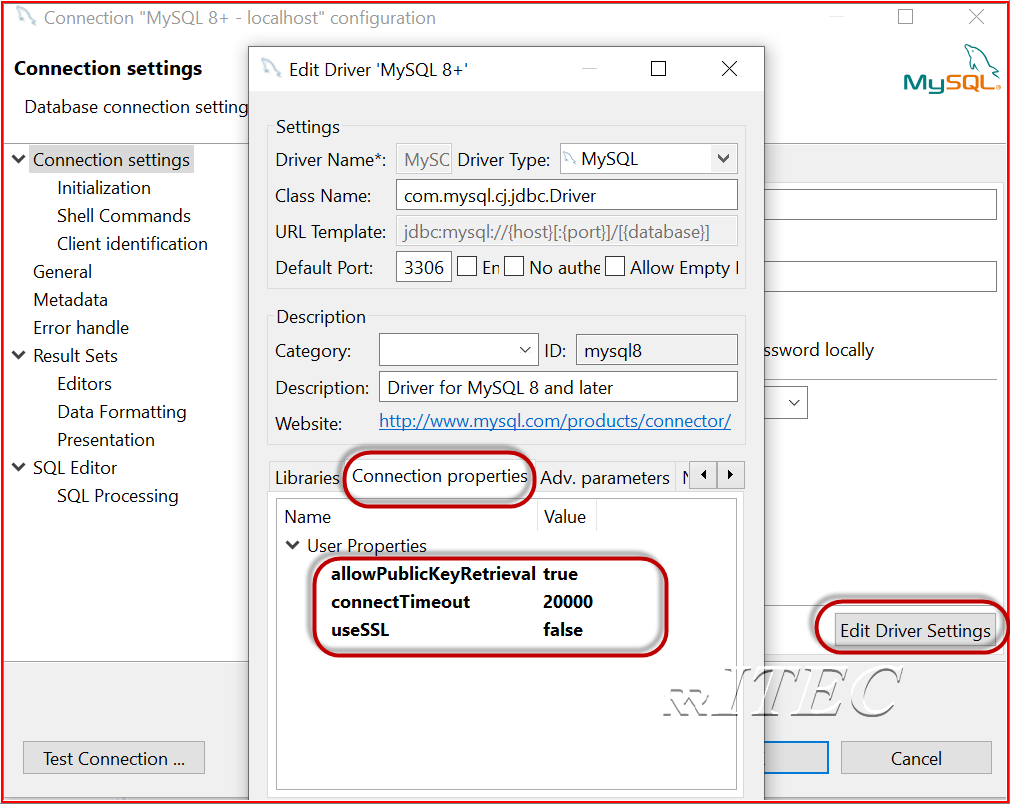 Connection "MySQL 8+ - localhost" configuration
Connection settings
Database connection setting
MySQL®
Connection settings
Initialization
Shell Commands
Client identification
General
Metadata
Error handle
Result Sets
Editors
Data Formatting
Presentation
SQL Editor
SQL Processing
Test Connection ...
Edit Driver 'MySQL 8+'
Settings
Driver Name*: MySC Driver Type: MySQL
Class Name: com.mysql.cj.jdbc.Driver
URL Template: jdbc:mysql://{host}[:{port}]/[{database}]
Default Port: 3306 En No authe Allow Empty
Description
Category: ID: mysql8
Description: Driver for MySQL 8 and later
Website: http://www.mysql.com/products/connector/
Libraries Connection properties Adv. parameters
Name Value
User Properties
allowPublicKeyRetrieval true
connectTimeout 20000
useSSL false
ssword locally
Edit Driver Settings
ITEC
Cancel